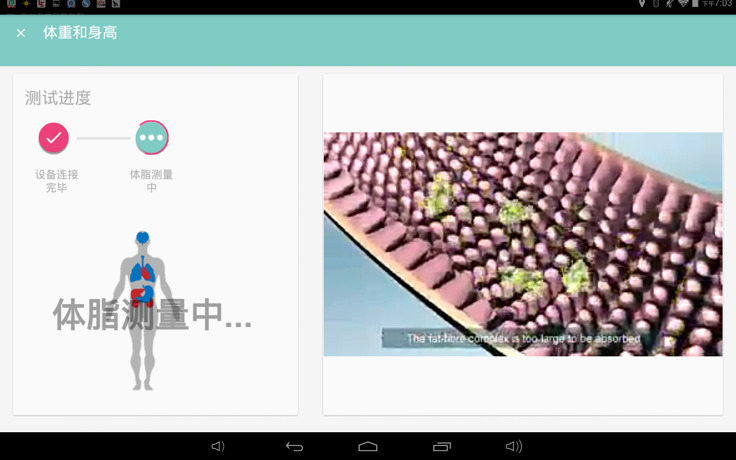 下午7:03
体重和身高
测试进度
设备连接
完毕
体脂测量
中
体脂测量中...
The fat-fibre complex is too large to be absorbed